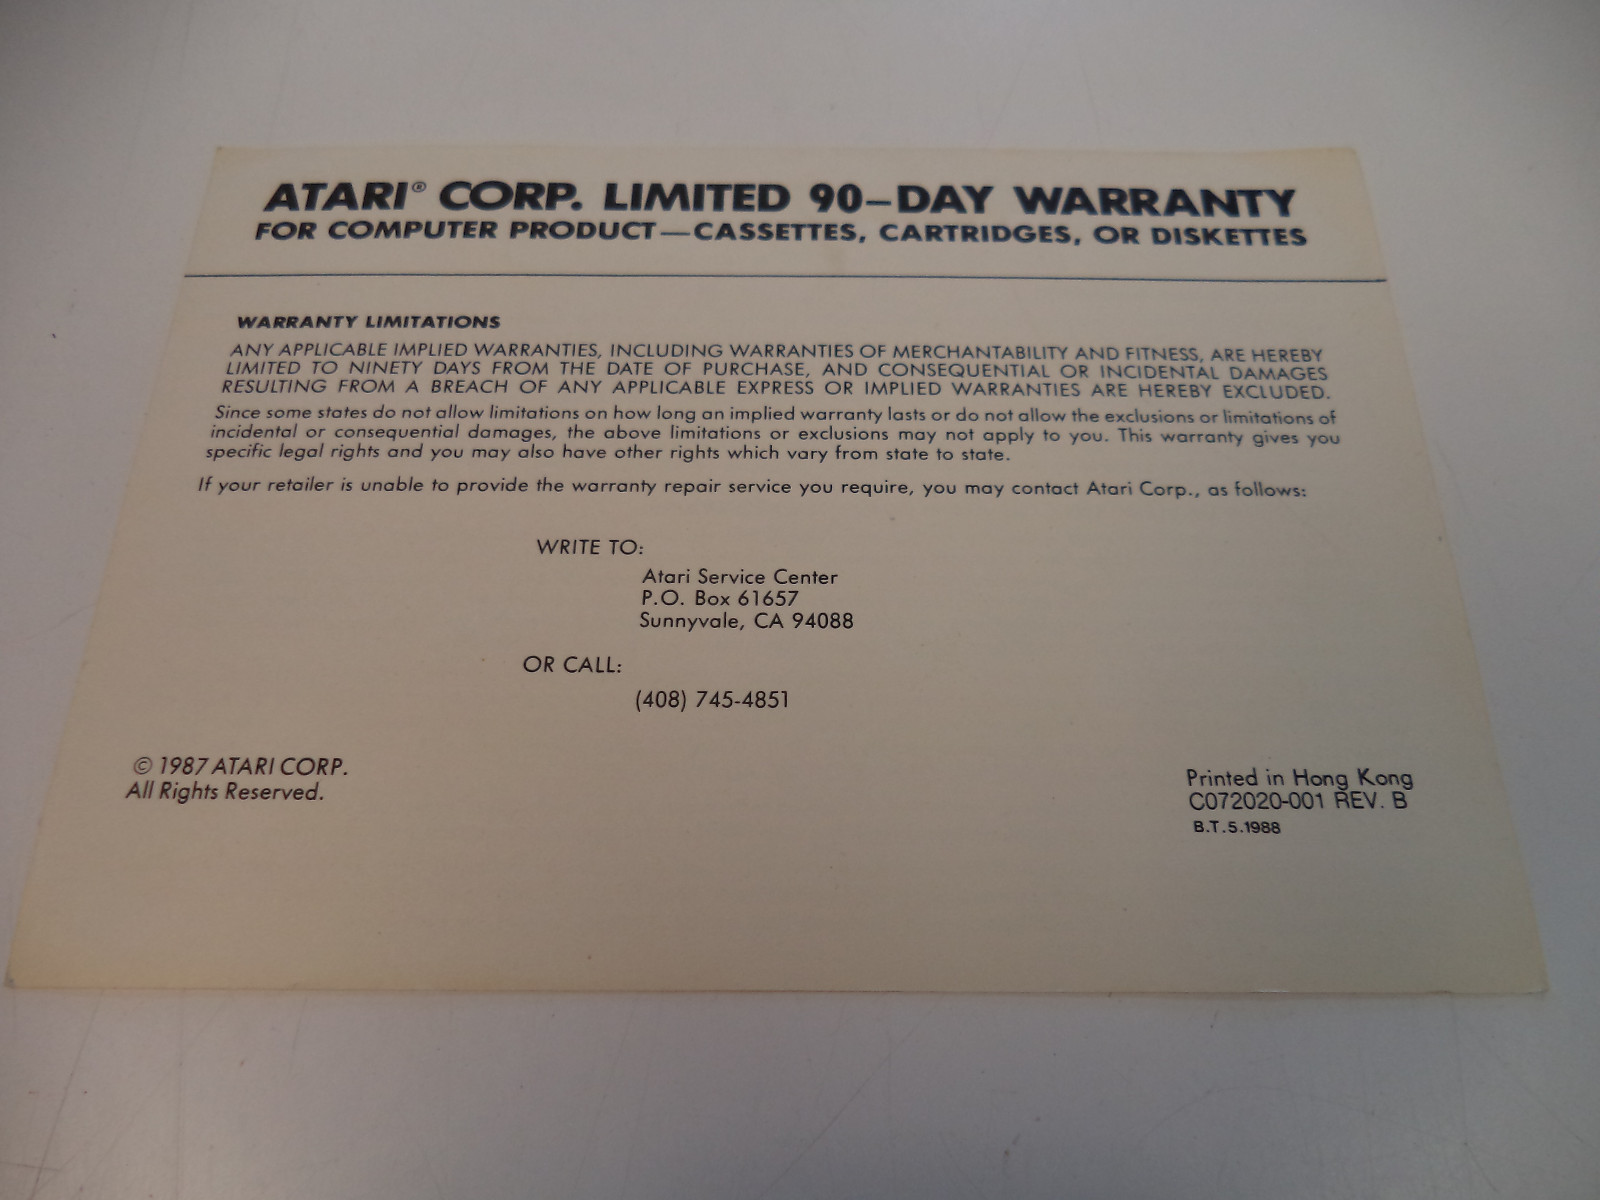 ATARI® CORP. LIMITED 90–DAY WARRANTY
FOR COMPUTER PRODUCT—CASSETTES, CARTRIDGES, OR DISKETTES
WARRANTY LIMITATIONS
ANY APPLICABLE IMPLIED WARRANTIES, INCLUDING WARRANTIES OF MERCHANTABILITY AND FITNESS, ARE HEREBY
LIMITED TO NINETY DAYS FROM THE DATE OF PURCHASE, AND CONSEQUENTIAL OR INCIDENTAL DAMAGES
RESULTING FROM A BREACH OF ANY APPLICABLE EXPRESS OR IMPLIED WARRANTIES ARE HEREBY EXCLUDED.
Since some states do not allow limitations on how long an implied warranty lasts or do not allow the exclusions or limitations of
incidental or consequential damages, the above limitations or exclusions may not apply to you. This warranty gives you
specific legal rights and you may also have other rights which vary from state to state.
If your retailer is unable to provide the warranty repair service you require, you may contact Atari Corp., as follows:
WRITE TO:
Atari Service Center
P.O. Box 61657
Sunnyvale, CA 94088
OR CALL:
(408) 745-4851
© 1987 ATARI CORP.
All Rights Reserved.
Printed in Hong Kong
C072020-001 REV. B
B.T.5.1988